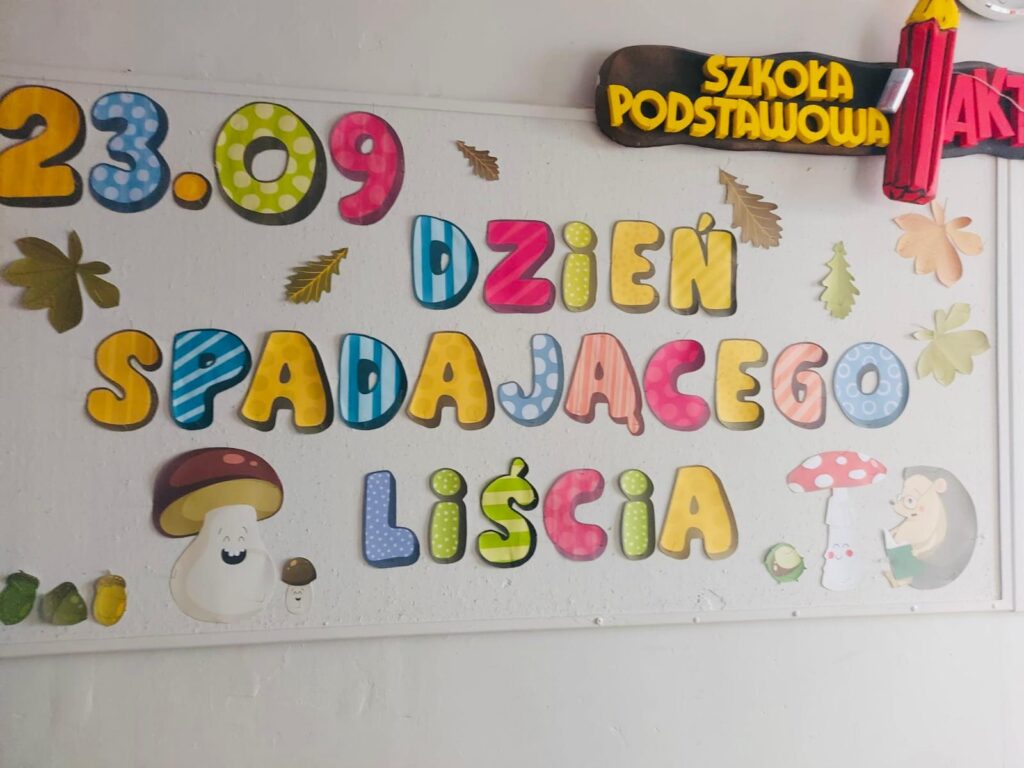 SZKOŁA
PODSTAWOWA
23.09
DZiEŃ
SPADAJĄCEGO
LiŚCiA